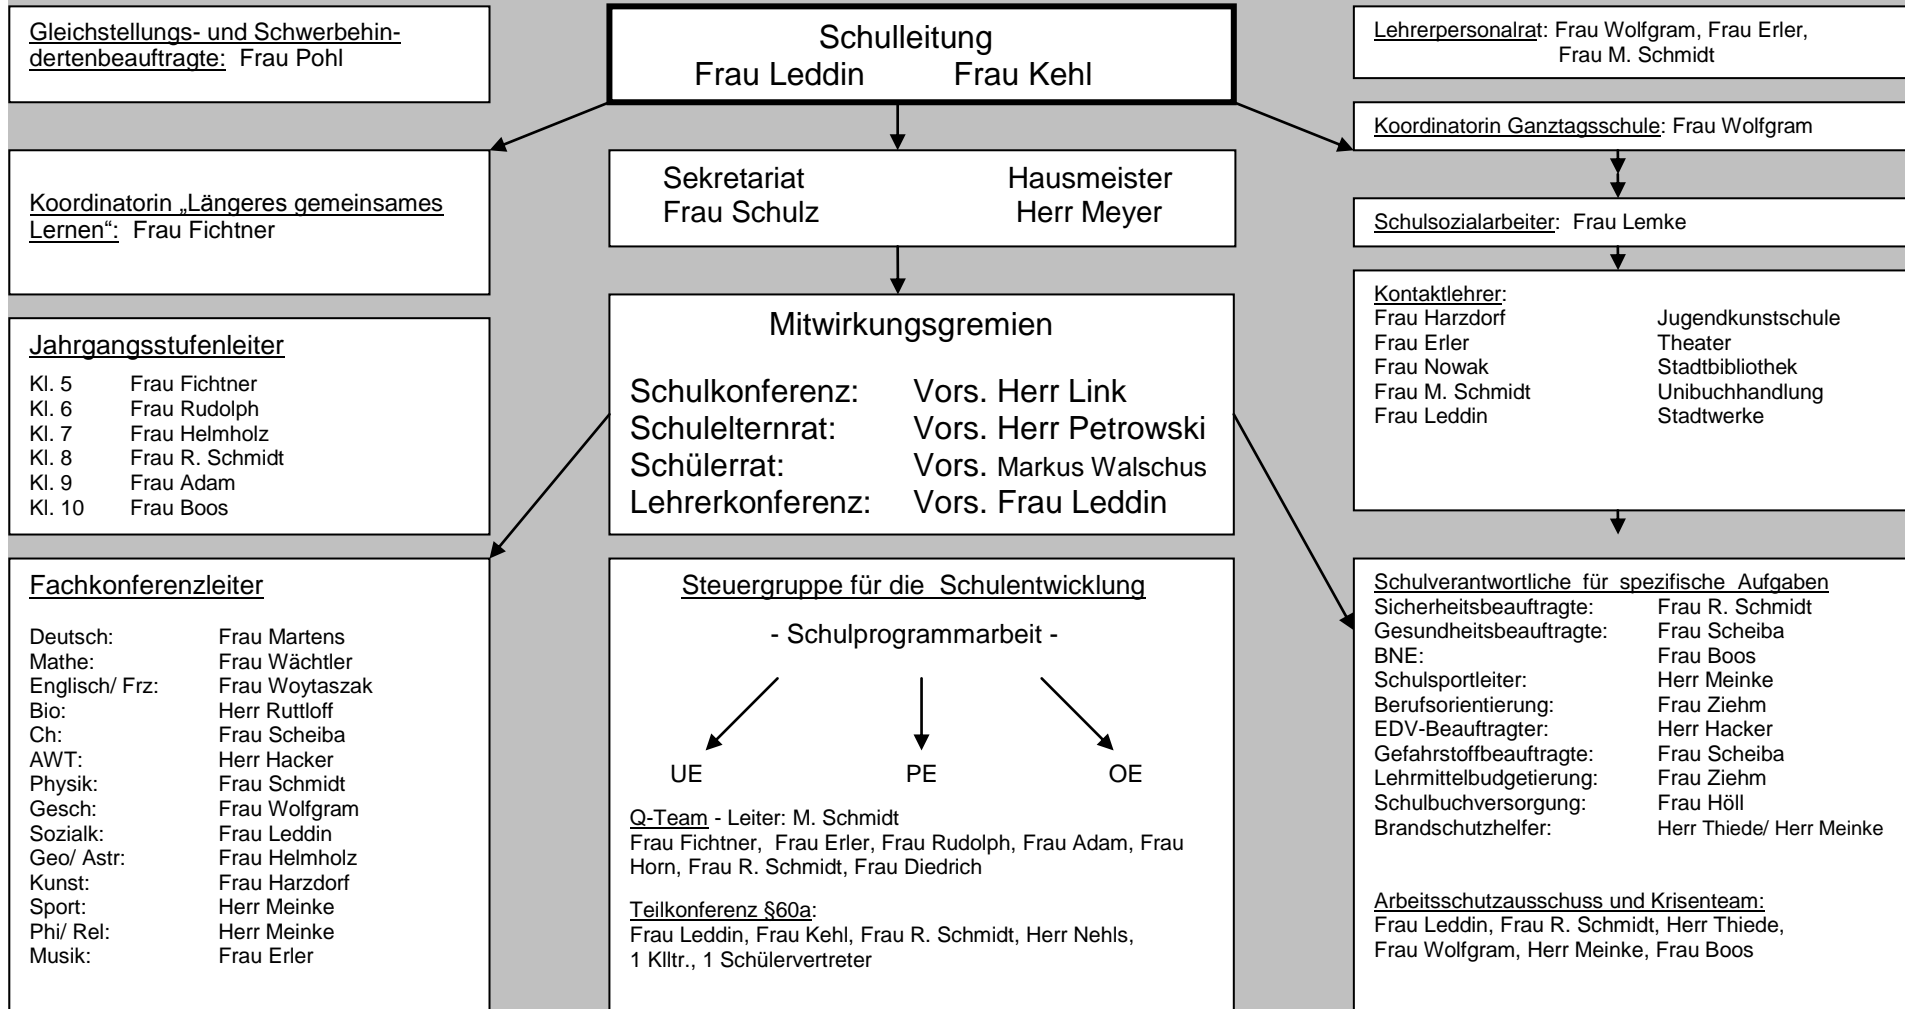 Gleichstellungs- und Schwerbehin-
dertenbeauftragte: Frau Pohl
Schulleitung
Frau Leddin Frau Kehl
Lehrerpersonalrat: Frau Wolfgram, Frau Erler,
Frau M. Schmidt
Koordinatorin Ganztagsschule: Frau Wolfgram
Koordinatorin „Längeres gemeinsames
Lernen“: Frau Fichtner
Sekretariat Hausmeister
Frau Schulz Herr Meyer
Schulsozialarbeiter: Frau Lemke
Jahrgangsstufenleiter
Kl. 5 Frau Fichtner
Kl. 6 Frau Rudolph
Kl. 7 Frau Helmholz
Kl. 8 Frau R. Schmidt
Kl. 9 Frau Adam
Kl. 10 Frau Boos
Mitwirkungsgremien
Schulkonferenz: Vors. Herr Link
Schulelternrat: Vors. Herr Petrowski
Schülerrat: Vors. Markus Walschus
Lehrerkonferenz: Vors. Frau Leddin
Kontaktlehrer:
Frau Harzdorf Jugendkunstschule
Frau Erler Theater
Frau Nowak Stadtbibliothek
Frau M. Schmidt Unibuchhandlung
Frau Leddin Stadtwerke
Fachkonferenzleiter
Deutsch: Frau Martens
Mathe: Frau Wächtler
Englisch/ Frz: Frau Woytaszak
Bio: Herr Ruttloff
Ch: Frau Scheiba
AWT: Herr Hacker
Physik: Frau Schmidt
Gesch: Frau Wolfgram
Sozialk: Frau Leddin
Geo/ Astr: Frau Helmholz
Kunst: Frau Harzdorf
Sport: Herr Meinke
Phi/ Rel: Herr Meinke
Musik: Frau Erler
Steuergruppe für die Schulentwicklung
- Schulprogrammarbeit -
UE PE OE
Q-Team - Leiter: M. Schmidt
Frau Fichtner, Frau Erler, Frau Rudolph, Frau Adam, Frau
Horn, Frau R. Schmidt, Frau Diedrich
Teilkonferenz §60a:
Frau Leddin, Frau Kehl, Frau R. Schmidt, Herr Nehls,
1 Klltr., 1 Schülervertreter
Schulverantwortliche für spezifische Aufgaben
Sicherheitsbeauftragte: Frau R. Schmidt
Gesundheitsbeauftragte: Frau Scheiba
BNE: Frau Boos
Schulsportleiter: Herr Meinke
Berufsorientierung: Frau Ziehm
EDV-Beauftragter: Herr Hacker
Gefahrstoffbeauftragte: Frau Scheiba
Lehrmittelbudgetierung: Frau Ziehm
Schulbuchversorgung: Frau Höll
Brandschutzhelfer: Herr Thiede/ Herr Meinke
Arbeitsschutzausschuss und Krisenteam:
Frau Leddin, Frau R. Schmidt, Herr Thiede,
Frau Wolfgram, Herr Meinke, Frau Boos